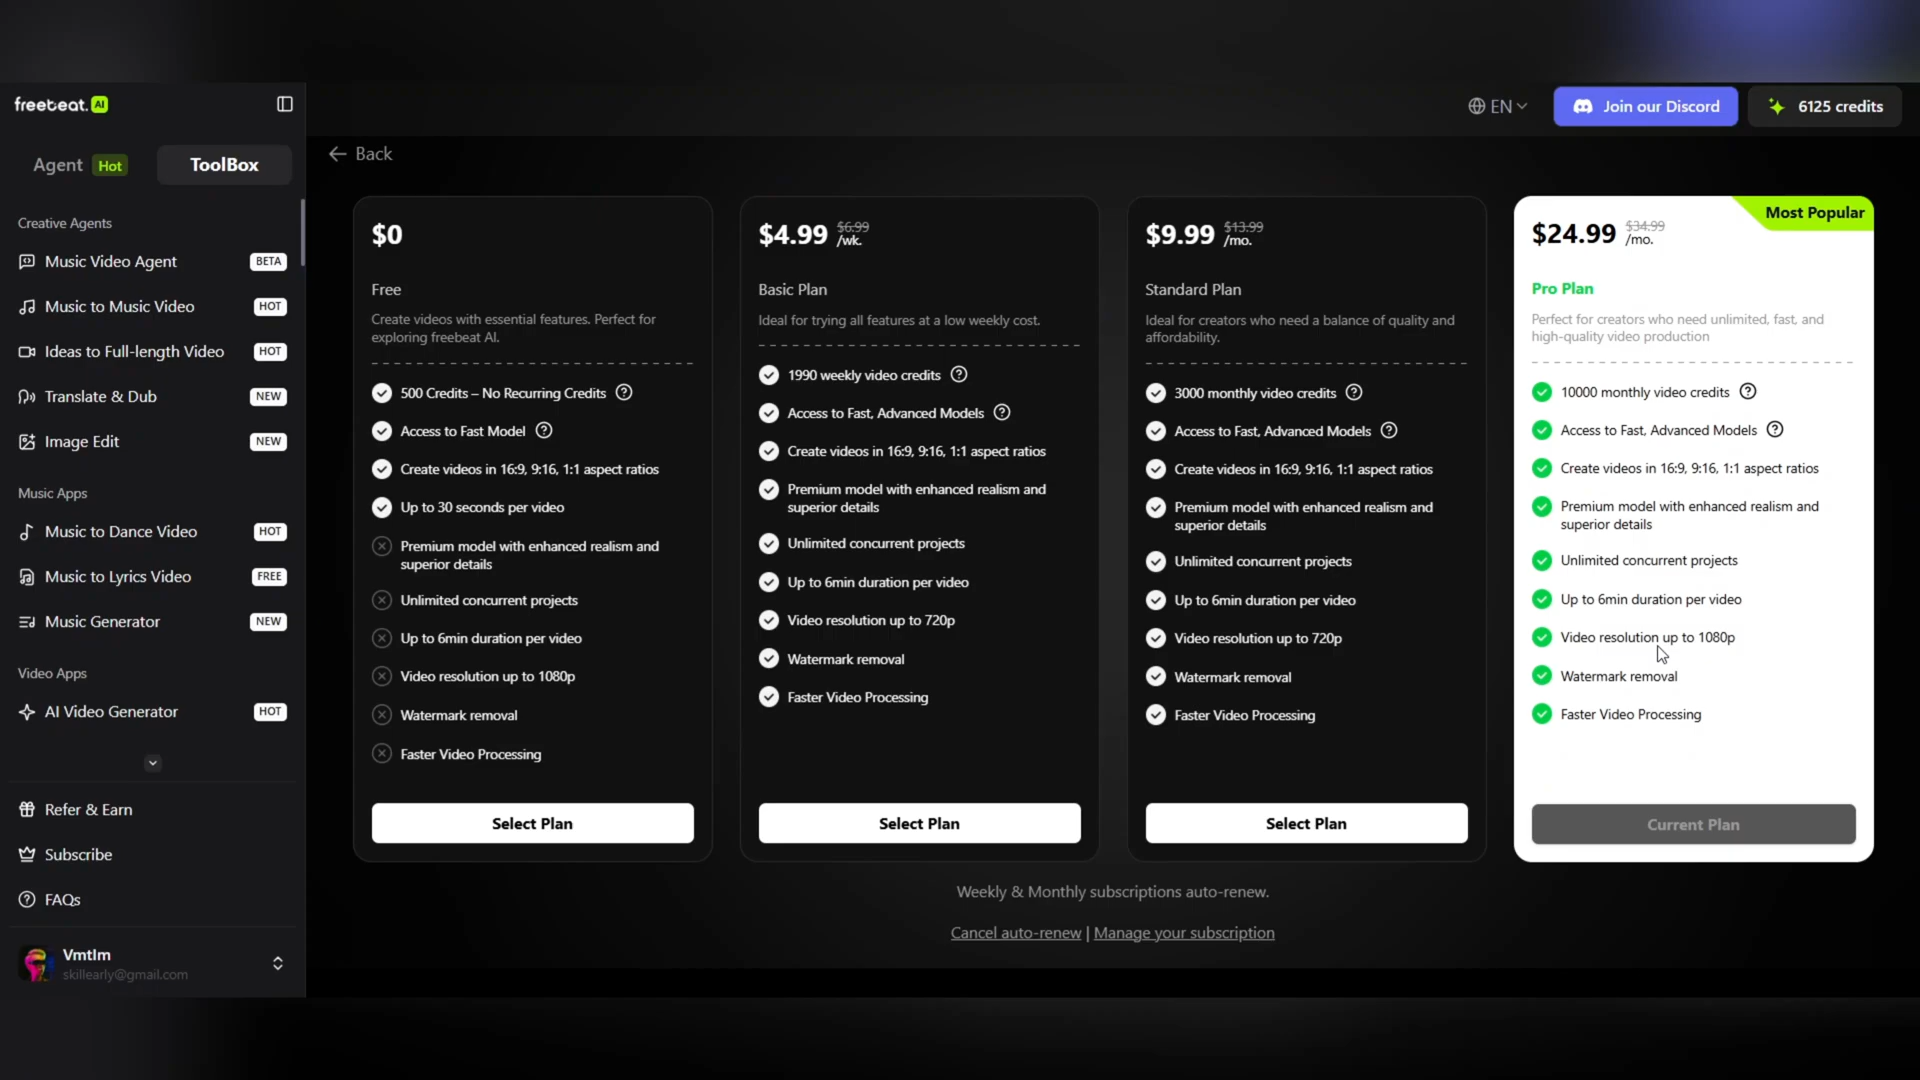 freebeat. AI
EN
Join our Discord
6125 credits
Agent Hot
ToolBox
Back
Creative Agents
Music Video Agent BETA
Music to Music Video HOT
Ideas to Full-length Video HOT
Translate & Dub NEW
Image Edit NEW
Music Apps
Music to Dance Video HOT
Music to Lyrics Video FREE
Music Generator NEW
Video Apps
AI Video Generator HOT
Refer & Earn
Subscribe
FAQs
Vmtlm
skillearly@gmail.com
$0
Free
Create videos with essential features. Perfect for
exploring freebeat AI.
500 Credits – No Recurring Credits
Access to Fast Model
Create videos in 16:9, 9:16, 1:1 aspect ratios
Up to 30 seconds per video
Premium model with enhanced realism and
superior details
Unlimited concurrent projects
Up to 6min duration per video
Video resolution up to 1080p
Watermark removal
Faster Video Processing
Select Plan
$4.99 $6.99 /wk.
Basic Plan
Ideal for trying all features at a low weekly cost.
1990 weekly video credits
Access to Fast, Advanced Models
Create videos in 16:9, 9:16, 1:1 aspect ratios
Premium model with enhanced realism and
superior details
Unlimited concurrent projects
Up to 6min duration per video
Video resolution up to 720p
Watermark removal
Faster Video Processing
Select Plan
$9.99 $13.99 /mo.
Standard Plan
Ideal for creators who need a balance of quality and
affordability.
3000 monthly video credits
Access to Fast, Advanced Models
Create videos in 16:9, 9:16, 1:1 aspect ratios
Premium model with enhanced realism and
superior details
Unlimited concurrent projects
Up to 6min duration per video
Video resolution up to 720p
Watermark removal
Faster Video Processing
Select Plan
Most Popular
$24.99 $34.99 /mo.
Pro Plan
Perfect for creators who need unlimited, fast, and
high-quality video production
10000 monthly video credits
Access to Fast, Advanced Models
Create videos in 16:9, 9:16, 1:1 aspect ratios
Premium model with enhanced realism and
superior details
Unlimited concurrent projects
Up to 6min duration per video
Video resolution up to 1080p
Watermark removal
Faster Video Processing
Current Plan
Weekly & Monthly subscriptions auto-renew.
Cancel auto-renew | Manage your subscription